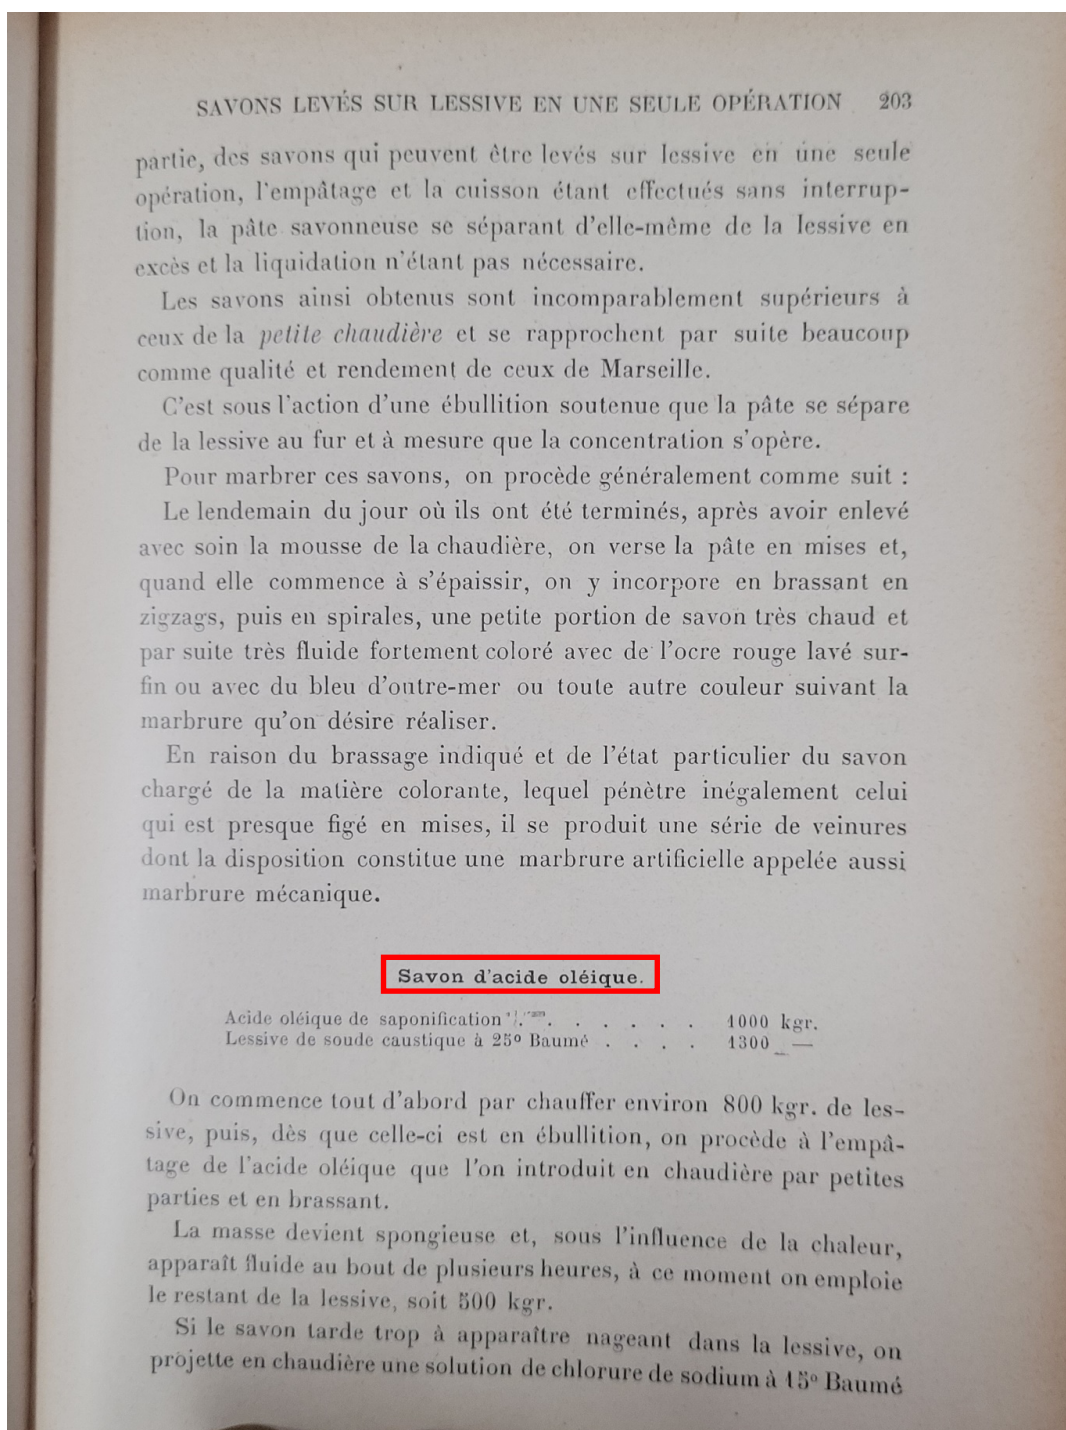 SAVONS LEVÉS SUR LESSIVE EN UNE SEULE OPÉRATION 203
partie, des savons qui peuvent être levés sur lessive en une seule
opération, l'empâtage et la cuisson étant effectués sans interrup-
tion, la pâte savonneuse se séparant d'elle-même de la lessive en
excès et la liquidation n'étant pas nécessaire.
Les savons ainsi obtenus sont incomparablement supérieurs à
ceux de la petite chaudière et se rapprochent par suite beaucoup
comme qualité et rendement de ceux de Marseille.
C'est sous l'action d'une ébullition soutenue que la pâte se sépare
de la lessive au fur et à mesure que la concentration s'opère.
Pour marbrer ces savons, on procède généralement comme suit :
Le lendemain du jour où ils ont été terminés, après avoir enlevé
avec soin la mousse de la chaudière, on verse la pâte en mises et,
quand elle commence à s'épaissir, on y incorpore en brassant en
zigzags, puis en spirales, une petite portion de savon très chaud et
par suite très fluide fortement coloré avec de l'ocre rouge lavé sur-
fin ou avec du bleu d'outre-mer ou toute autre couleur suivant la
marbrure qu'on désire réaliser.
En raison du brassage indiqué et de l'état particulier du savon
chargé de la matière colorante, lequel pénètre inégalement celui
qui est presque figé en mises, il se produit une série de veinures
dont la disposition constitue une marbrure artificielle appelée aussi
marbrure mécanique.
Savon d'acide oléique.
Acide oléique de saponification . . . . . . 1000 kgr.
Lessive de soude caustique à 25º Baumé . . . . 1300 —
On commence tout d'abord par chauffer environ 800 kgr. de les-
sive, puis, dès que celle-ci est en ébullition, on procède à l'empâ-
tage de l'acide oléique que l'on introduit en chaudière par petites
parties et en brassant.
La masse devient spongieuse et, sous l'influence de la chaleur,
apparaît fluide au bout de plusieurs heures, à ce moment on emploie
le restant de la lessive, soit 500 kgr.
Si le savon tarde trop à apparaître nageant dans la lessive, on
projette en chaudière une solution de chlorure de sodium à 15º Baumé